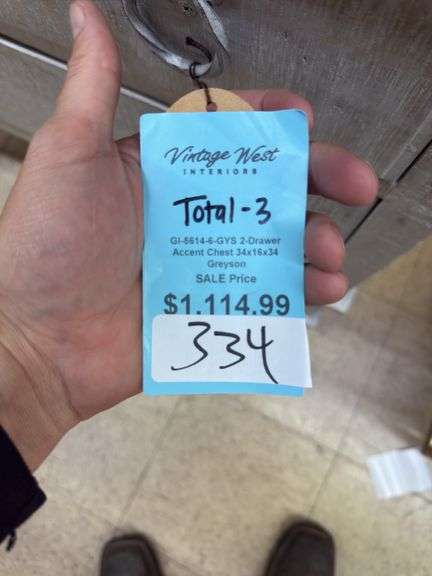 Vintage West
INTERIORS
Total-3
GI-5614-6-GYS 2-Drawer
Accent Chest 34x16x34
Greyson
SALE Price
$1,114.99
334